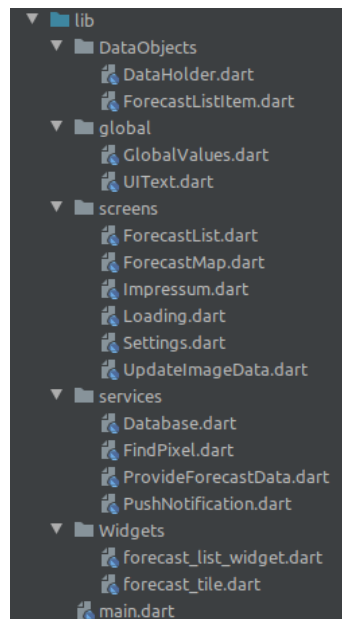 lib
DataObjects
DataHolder.dart
ForecastListItem.dart
global
GlobalValues.dart
UIText.dart
screens
ForecastList.dart
ForecastMap.dart
Impressum.dart
Loading.dart
Settings.dart
UpdateImageData.dart
services
Database.dart
FindPixel.dart
ProvideForecastData.dart
PushNotification.dart
Widgets
forecast_list_widget.dart
forecast_tile.dart
main.dart